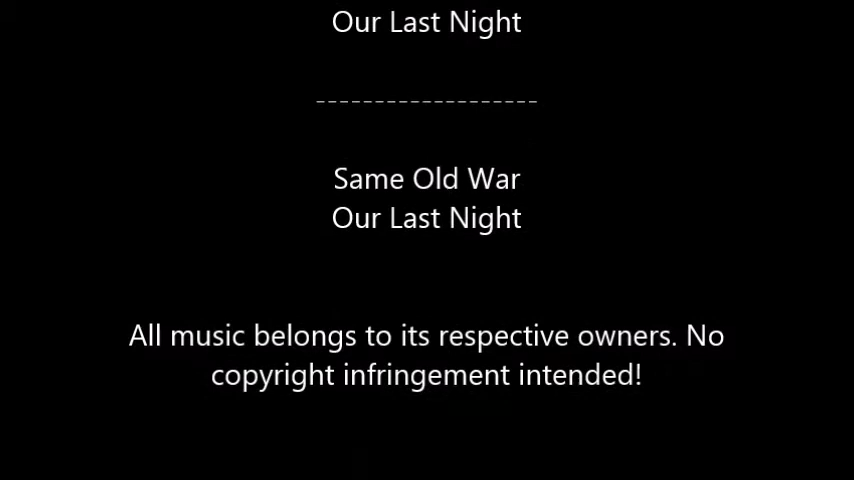 Our Last Night
-------------------
Same Old War
Our Last Night
All music belongs to its respective owners. No
copyright infringement intended!